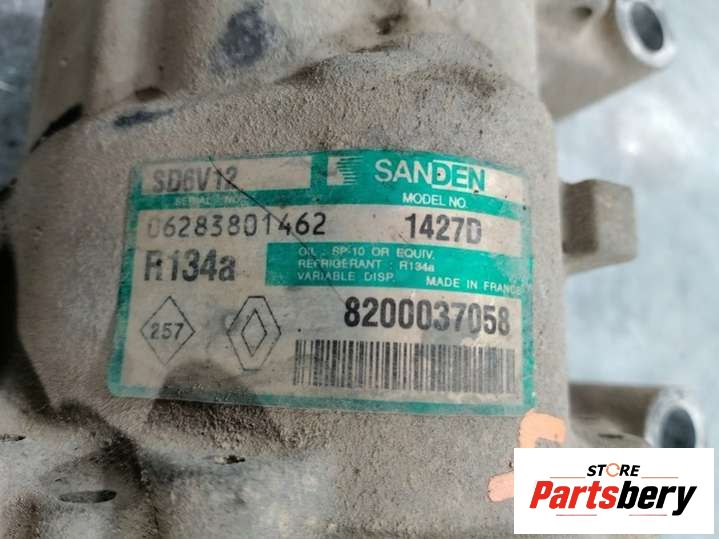 SD6V12
SANDEN
SERIAL NO.
MODEL NO.
06283801462
1427D
R134a
OIL : SP-10 OR EQUIV.
REFRIGERANT : R134a
VARIABLE DISP.
MADE IN FRANCE
257
8200037058
STORE
Partsbery